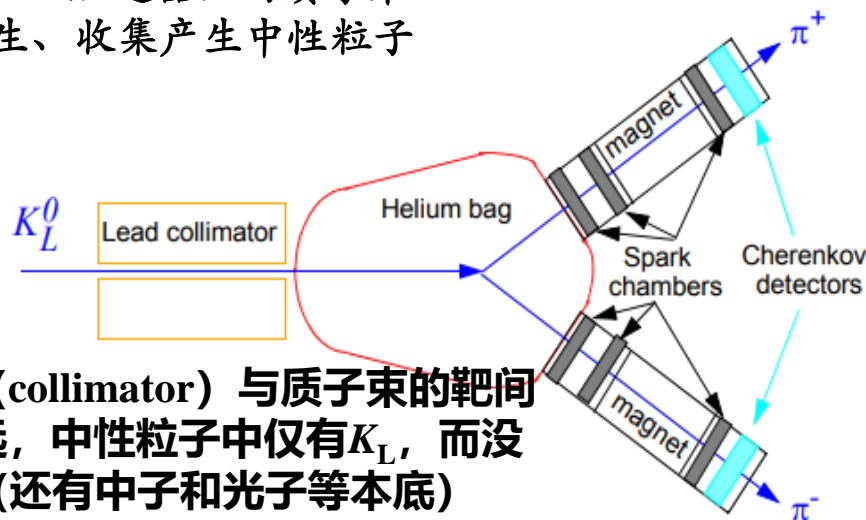 生、收集产生中性粒子
π+
magnet
K_L^0
Lead collimator
Helium bag
Spark
chambers
Cherenkov
detectors
(collimator）与质子束的靶间
，中性粒子中仅有K_L，而没
(还有中子和光子等本底)
magnet
π-